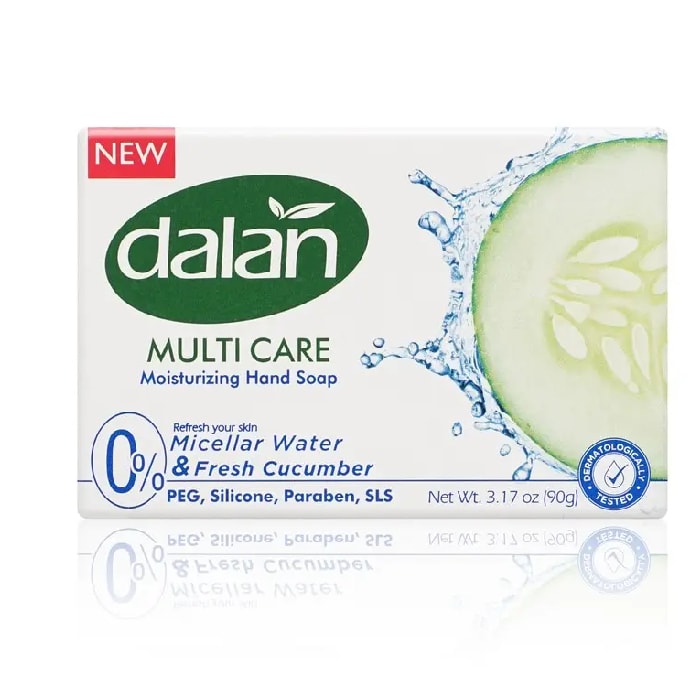 NEW
dalan
MULTI CARE
Moisturizing Hand Soap
0%
Refresh your skin
Micellar Water
& Fresh Cucumber
PEG, Silicone, Paraben, SLS
Net Wt. 3.17 oz (90g)
DERMATOLOGICALLY
TESTED